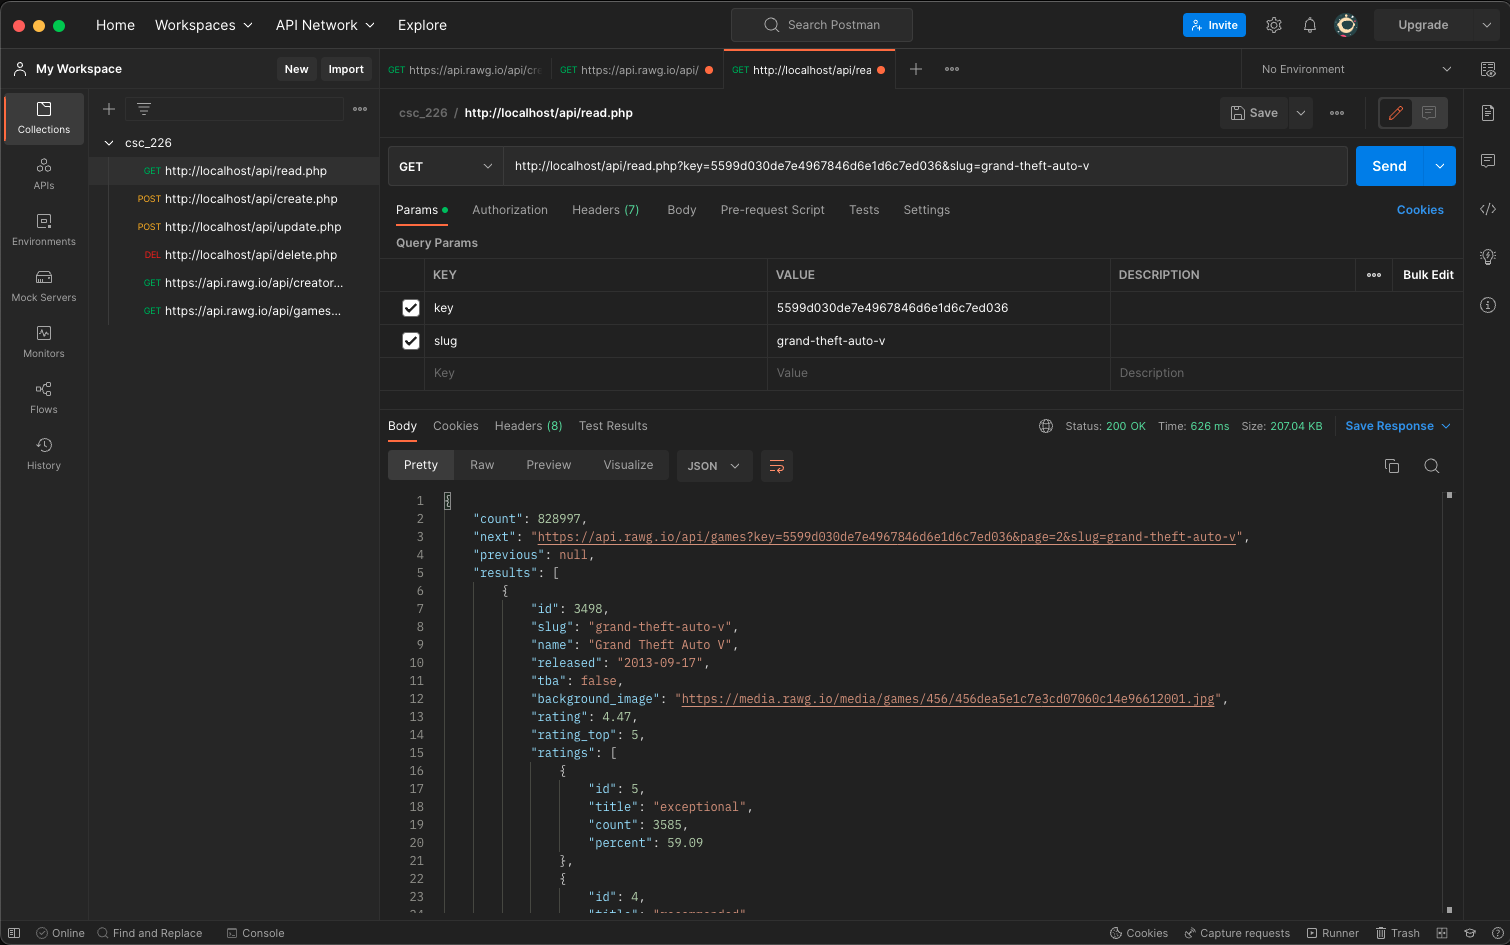 Home Workspaces API Network Explore
Search Postman
Invite
Upgrade
My Workspace New Import
GET https://api.rawg.io/api/cre
GET https://api.rawg.io/api/
GET http://localhost/api/rea
No Environment
Collections
APIs
Environments
Mock Servers
Monitors
Flows
History
csc_226
GET http://localhost/api/read.php
POST http://localhost/api/create.php
POST http://localhost/api/update.php
DEL http://localhost/api/delete.php
GET https://api.rawg.io/api/creator...
GET https://api.rawg.io/api/games...
csc_226 / http://localhost/api/read.php
Save
GET http://localhost/api/read.php?key=5599d030de7e4967846d6e1d6c7ed036&slug=grand-theft-auto-v
Send
Params Authorization Headers (7) Body Pre-request Script Tests Settings Cookies
Query Params
KEY VALUE DESCRIPTION Bulk Edit
key 5599d030de7e4967846d6e1d6c7ed036
slug grand-theft-auto-v
Key Value Description
Body Cookies Headers (8) Test Results
Status: 200 OK Time: 626 ms Size: 207.04 KB Save Response
Pretty Raw Preview Visualize JSON
1 {
2 "count": 828997,
3 "next": "https://api.rawg.io/api/games?key=5599d030de7e4967846d6e1d6c7ed036&page=2&slug=grand-theft-auto-v",
4 "previous": null,
5 "results": [
6 {
7 "id": 3498,
8 "slug": "grand-theft-auto-v",
9 "name": "Grand Theft Auto V",
10 "released": "2013-09-17",
11 "tba": false,
12 "background_image": "https://media.rawg.io/media/games/456/456dea5e1c7e3cd07060c14e96612001.jpg",
13 "rating": 4.47,
14 "rating_top": 5,
15 "ratings": [
16 {
17 "id": 5,
18 "title": "exceptional",
19 "count": 3585,
20 "percent": 59.09
21 },
22 {
23 "id": 4,
24 "title": "recommended"
Online Find and Replace Console
Cookies Capture requests Runner Trash